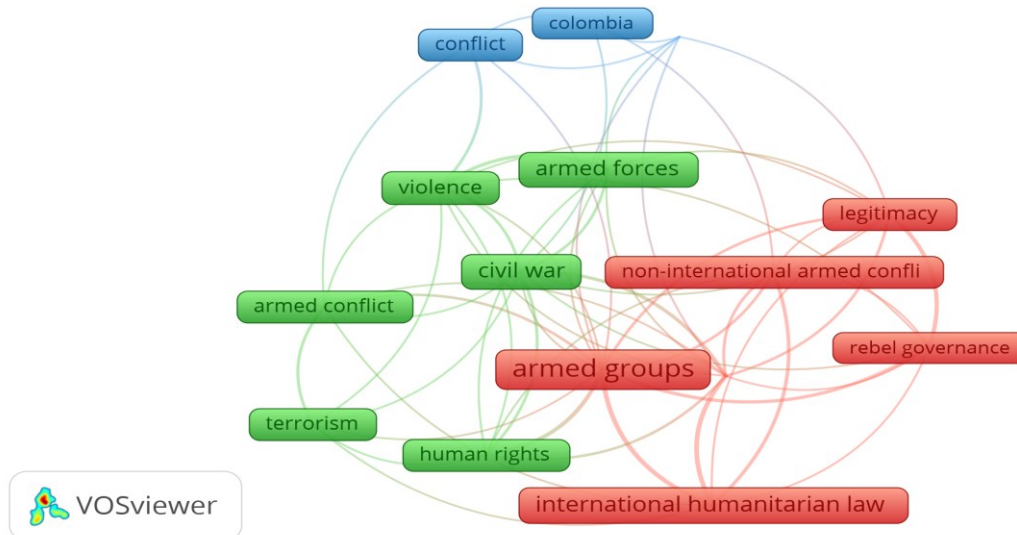 colombia
conflict
armed forces
violence
legitimacy
civil war
non-international armed confli
armed conflict
rebel governance
armed groups
terrorism
human rights
international humanitarian law
VOSviewer